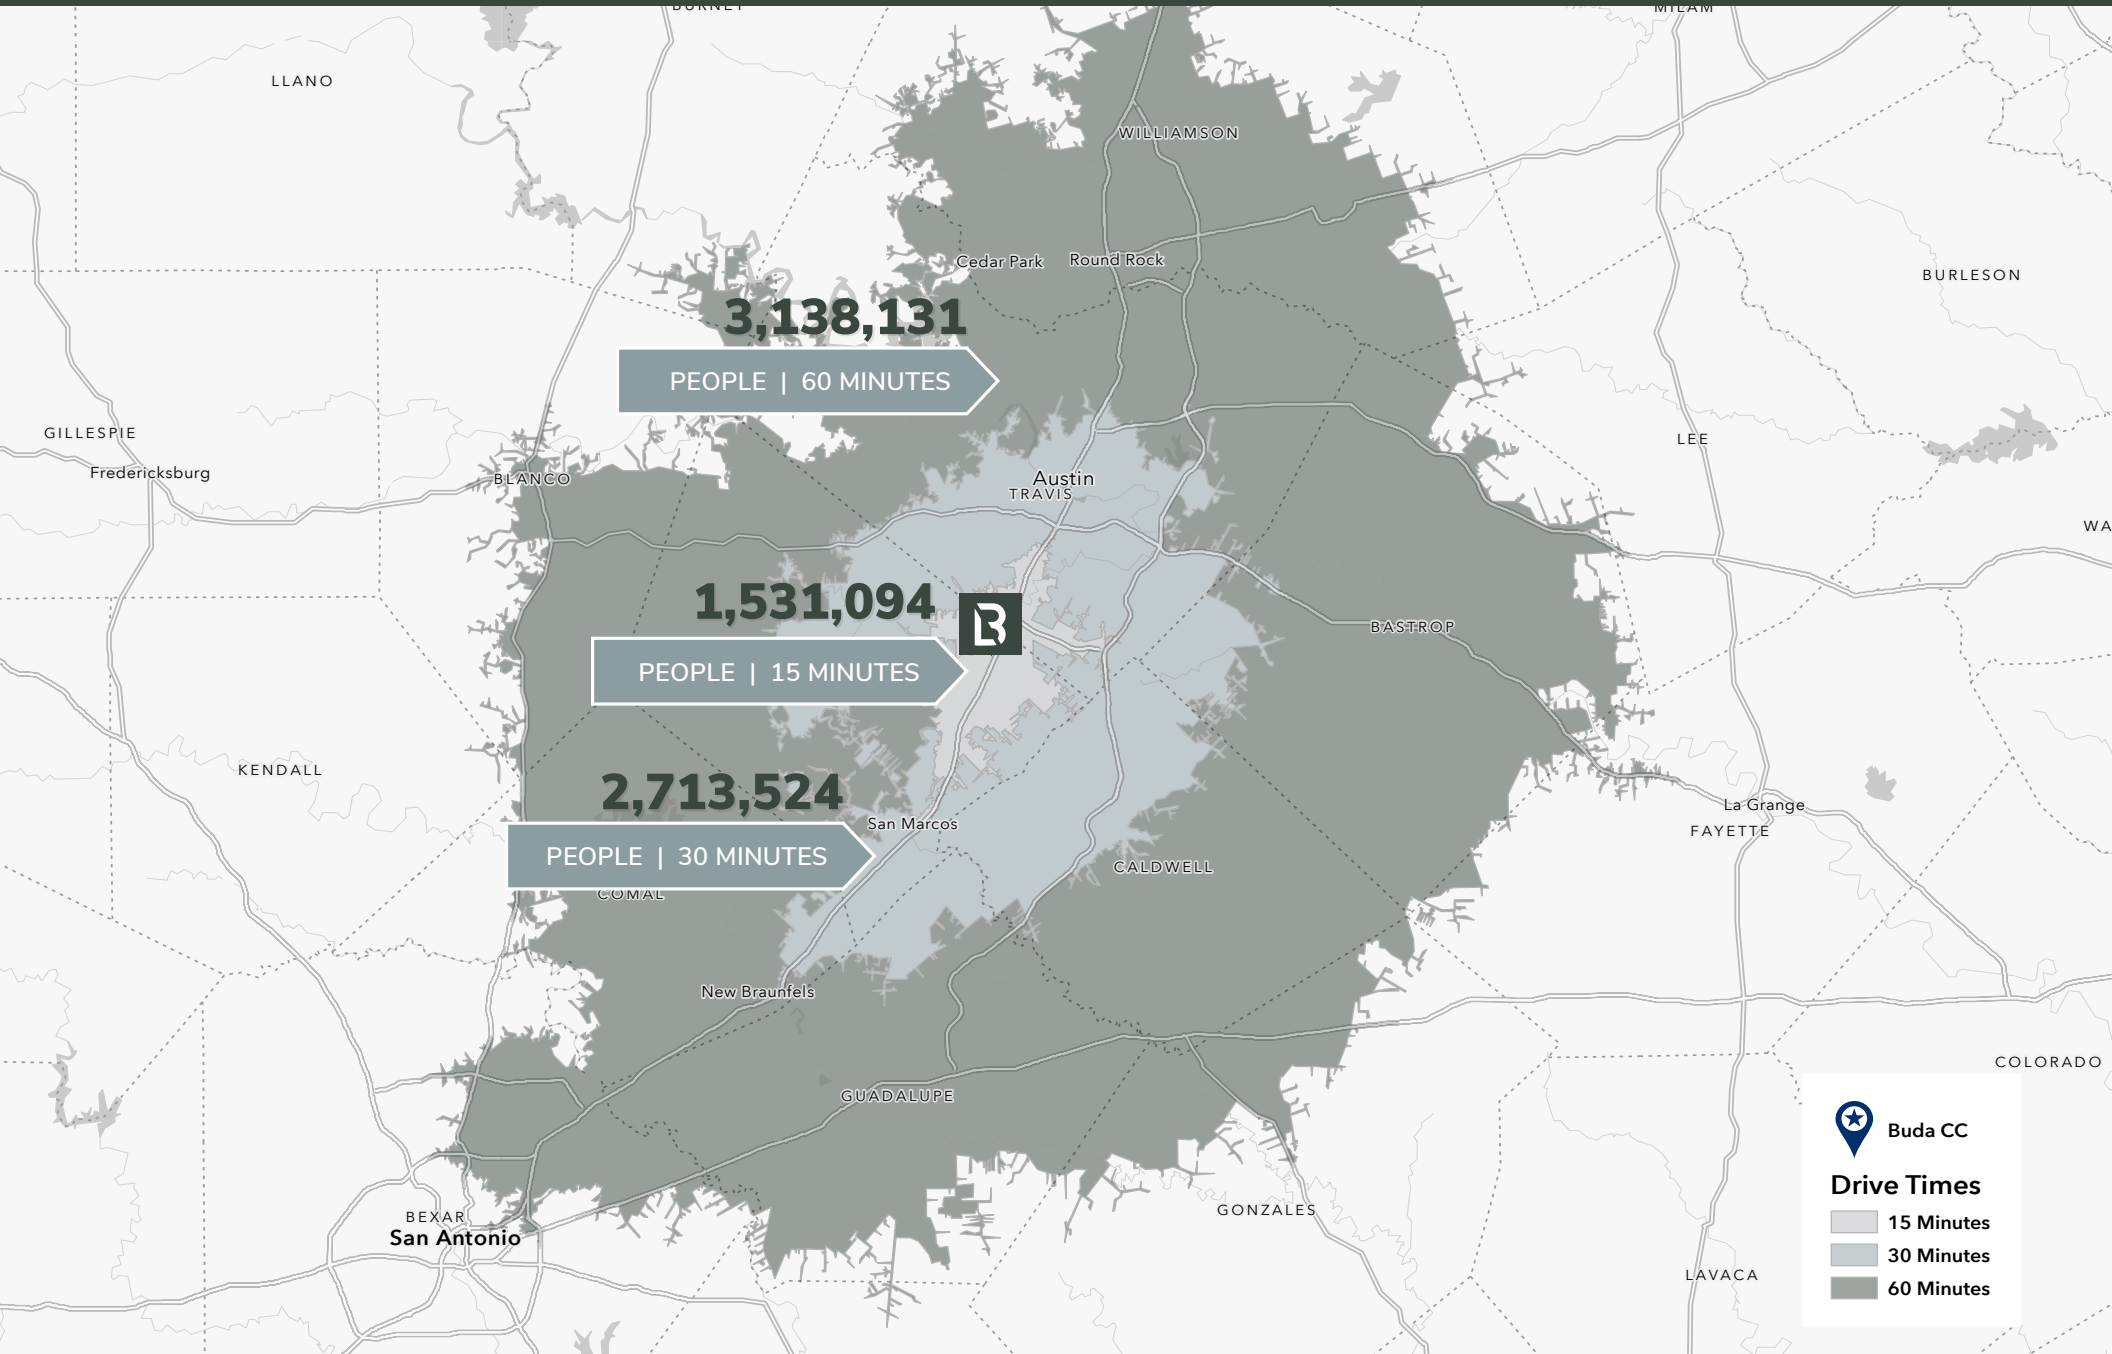 BURNET
MILAM
LLANO
WILLIAMSON
Cedar Park
Round Rock
BURLESON
3,138,131
PEOPLE | 60 MINUTES
GILLESPIE
LEE
Fredericksburg
BLANCO
Austin
TRAVIS
WA
1,531,094
BASTROP
PEOPLE | 15 MINUTES
KENDALL
2,713,524
La Grange
San Marcos
FAYETTE
PEOPLE | 30 MINUTES
CALDWELL
COMAL
New Braunfels
COLORADO
GUADALUPE
GONZALES
BEXAR
San Antonio
LAVACA
Buda CC
Drive Times
15 Minutes
30 Minutes
60 Minutes